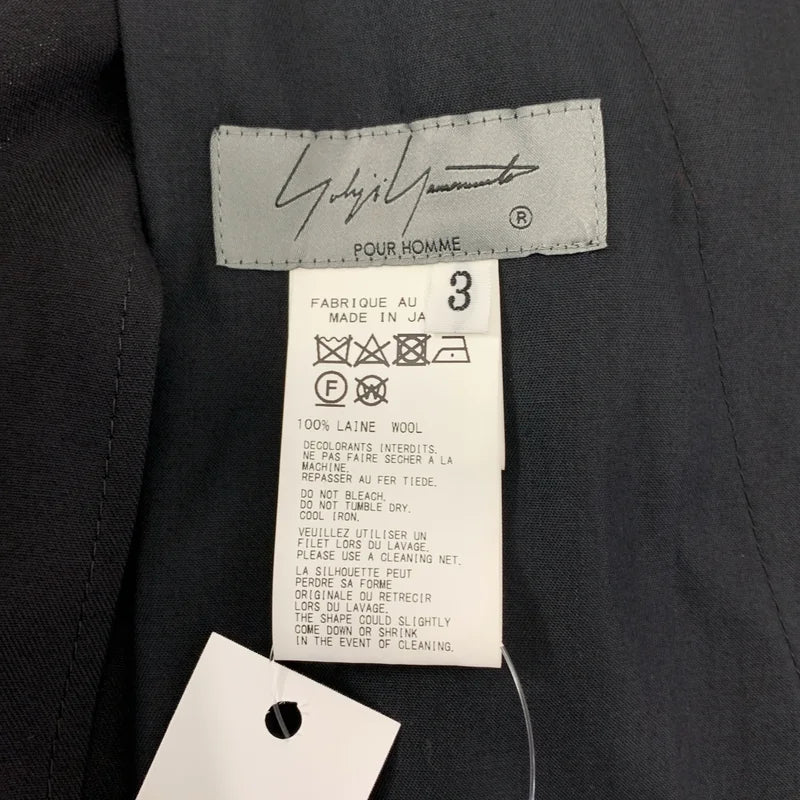 Yohji Yamamoto
®
POUR HOMME
3
FABRIQUE AU
MADE IN JA
F
W
100% LAINE WOOL
DECOLORANTS INTERDITS.
NE PAS FAIRE SECHER A LA
MACHINE.
REPASSER AU FER TIEDE.
DO NOT BLEACH.
DO NOT TUMBLE DRY.
COOL IRON.
VEUILLEZ UTILISER UN
FILET LORS DU LAVAGE.
PLEASE USE A CLEANING NET.
LA SILHOUETTE PEUT
PERDRE SA FORME
ORIGINALE OU RETRECIR
LORS DU LAVAGE.
THE SHAPE COULD SLIGHTLY
COME DOWN OR SHRINK
IN THE EVENT OF CLEANING.